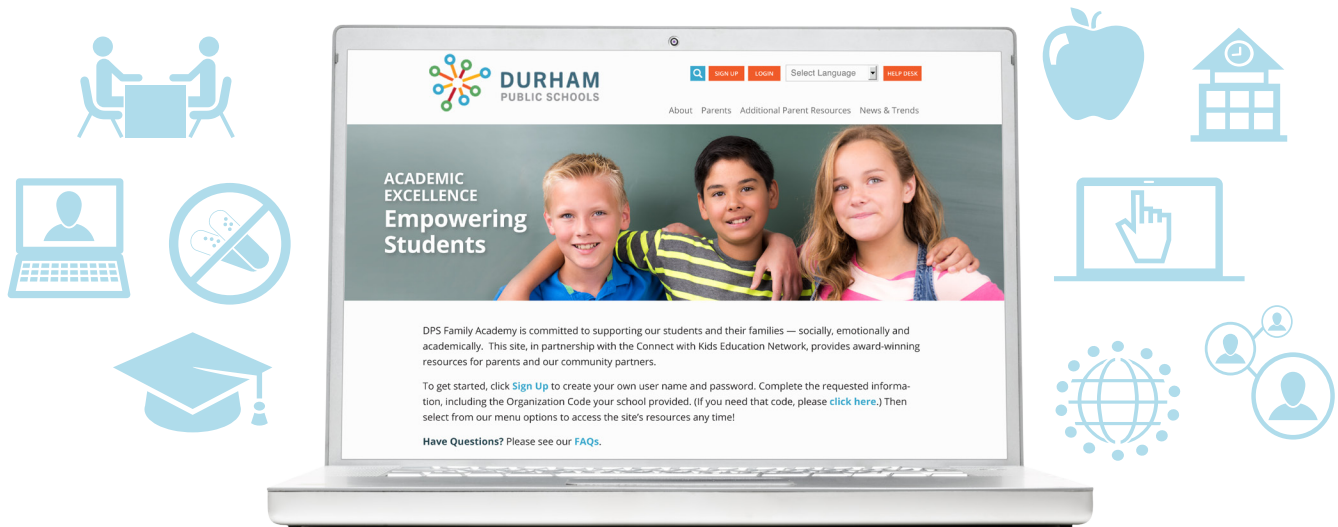 DURHAM
PUBLIC SCHOOLS
SIGN UP
LOGIN
Select Language
HELP DESK
About Parents Additional Parent Resources News & Trends
ACADEMIC
EXCELLENCE
Empowering
Students
DPS Family Academy is committed to supporting our students and their families — socially, emotionally and
academically. This site, in partnership with the Connect with Kids Education Network, provides award-winning
resources for parents and our community partners.
To get started, click Sign Up to create your own user name and password. Complete the requested informa-
tion, including the Organization Code your school provided. (If you need that code, please click here.) Then
select from our menu options to access the site's resources any time!
Have Questions? Please see our FAQs.